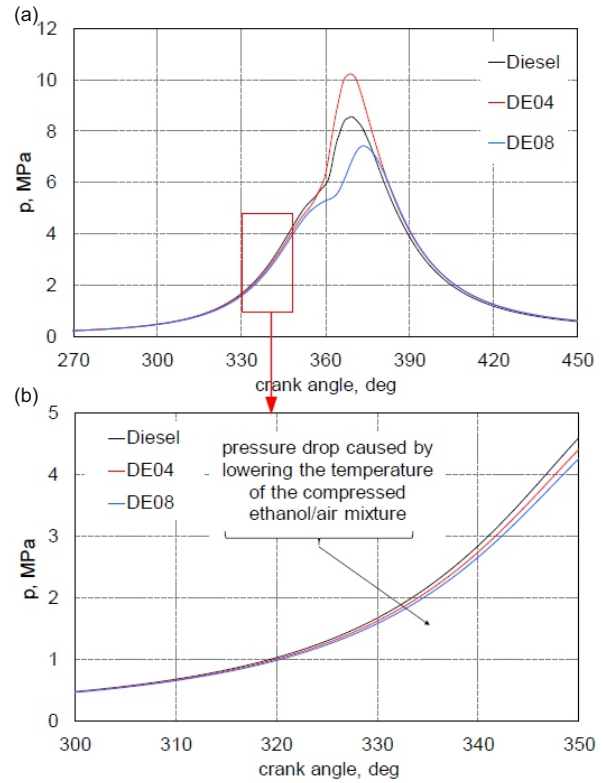 (a)
12
10
8
6
4
2
0
p, MPa
Diesel
DE04
DE08
270 300 330 360 390 420 450
crank angle, deg
(b)
5
4
3
2
1
0
p, MPa
Diesel
DE04
DE08
pressure drop caused by
lowering the temperature
of the compressed
ethanol/air mixture
300 310 320 330 340 350
crank angle, deg